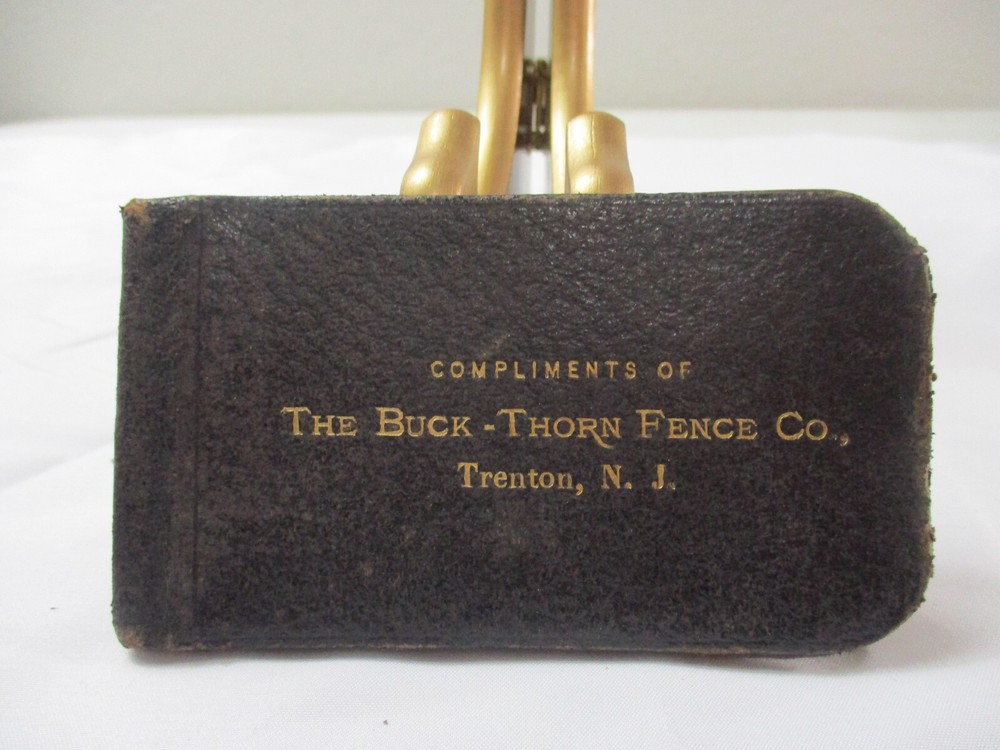 COMPLIMENTS OF
THE BUCK-THORN FENCE CO.,
Trenton, N. J.